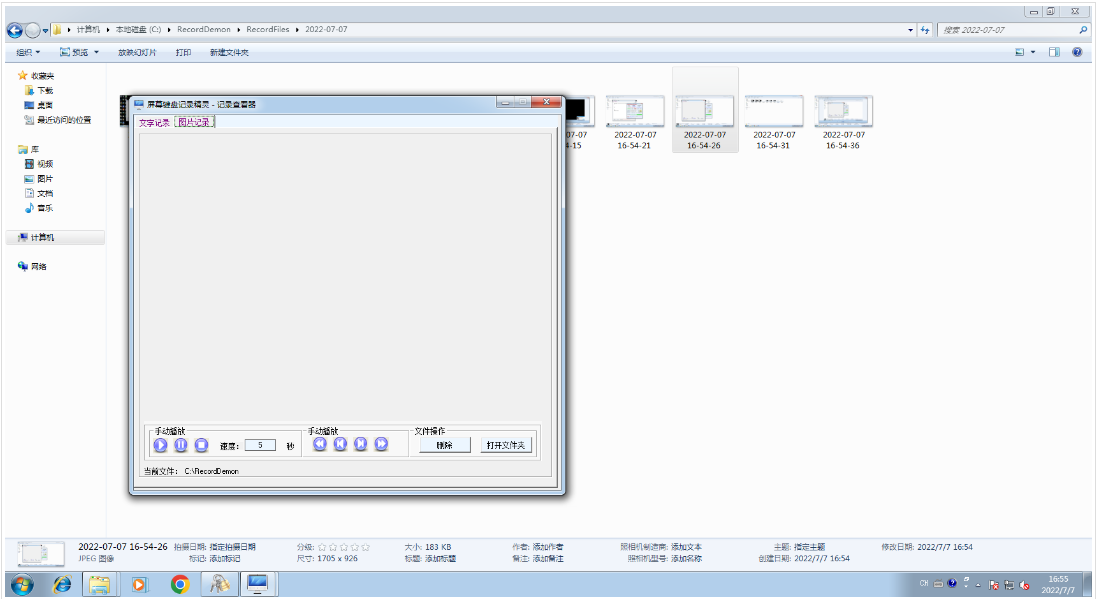 计算机 ▸ 本地磁盘 (C:) ▸ RecordDemon ▸ RecordFiles ▸ 2022-07-07
搜索 2022-07-07
组织 预览 放映幻灯片 打印 新建文件夹
收藏夹
下载
桌面
最近访问的位置
库
视频
图片
文档
音乐
计算机
网络
屏幕键盘记录精灵 - 记录查看器
文字记录 图片记录
手动播放
速度: 5 秒
手动播放
文件操作
删除 打开文件夹
当前文件: C:\RecordDemon
07-07
4-15
2022-07-07
16-54-21
2022-07-07
16-54-26
2022-07-07
16-54-31
2022-07-07
16-54-36
2022-07-07 16-54-26 拍摄日期: 指定拍摄日期 分级: 大小: 183 KB 作者: 添加作者 照相机制造商: 添加文本 主题: 指定主题 修改日期: 2022/7/7 16:54
JPEG 图像 标记: 添加标记 尺寸: 1705 x 926 标题: 添加标题 备注: 添加备注 照相机型号: 添加名称 创建日期: 2022/7/7 16:54
CH
16:55
2022/7/7